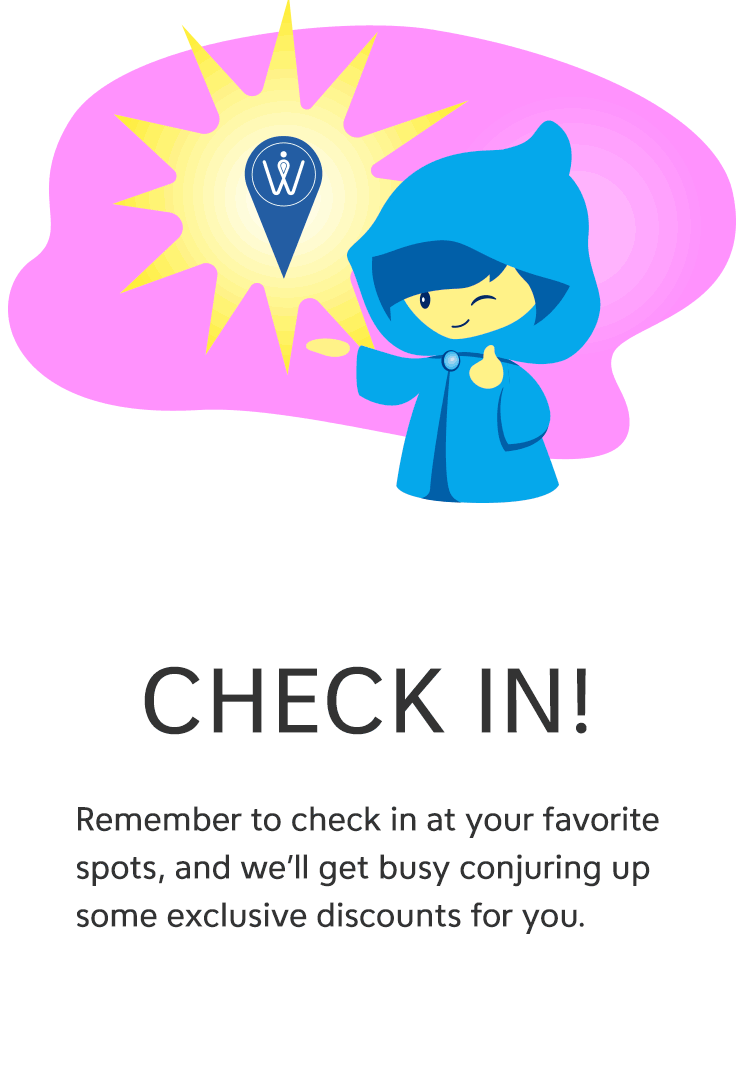 W
CHECK IN!
Remember to check in at your favorite
spots, and we’ll get busy conjuring up
some exclusive discounts for you.